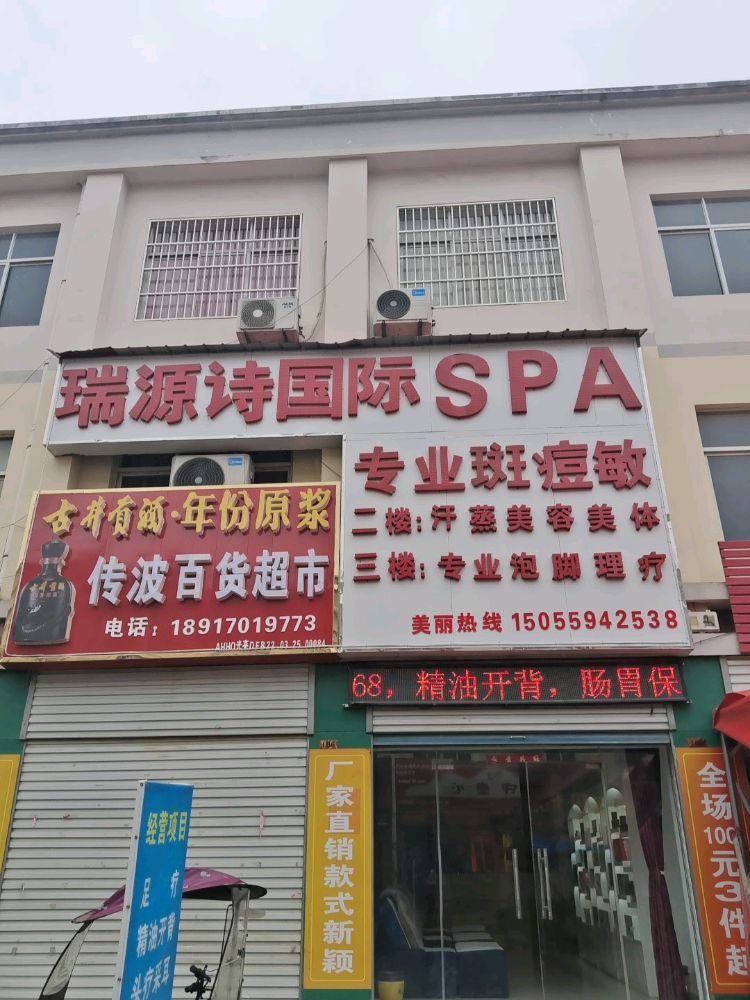 瑞源诗国际SPA
专业斑痘敏
二楼：汗蒸美容美体
三楼：专业泡脚理疗
美丽热线 15055942538
古井贡酒·年份原浆
传波百货超市
电话：18917019773
68，精油开背，肠胃保
厂家直销款式新颖
全场100元3件起
经营项目
足疗
精油开背
头疗采耳